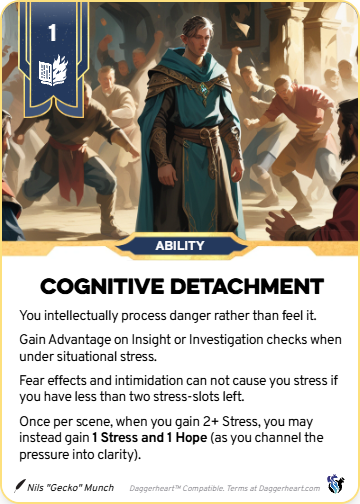 1
ABILITY
COGNITIVE DETACHMENT
You intellectually process danger rather than feel it.
Gain Advantage on Insight or Investigation checks when
under situational stress.
Fear effects and intimidation can not cause you stress if
you have less than two stress-slots left.
Once per scene, when you gain 2+ Stress, you may
instead gain 1 Stress and 1 Hope (as you channel the
pressure into clarity).
Nils "Gecko" Munch
Daggerheart™ Compatible. Terms at Daggerheart.com